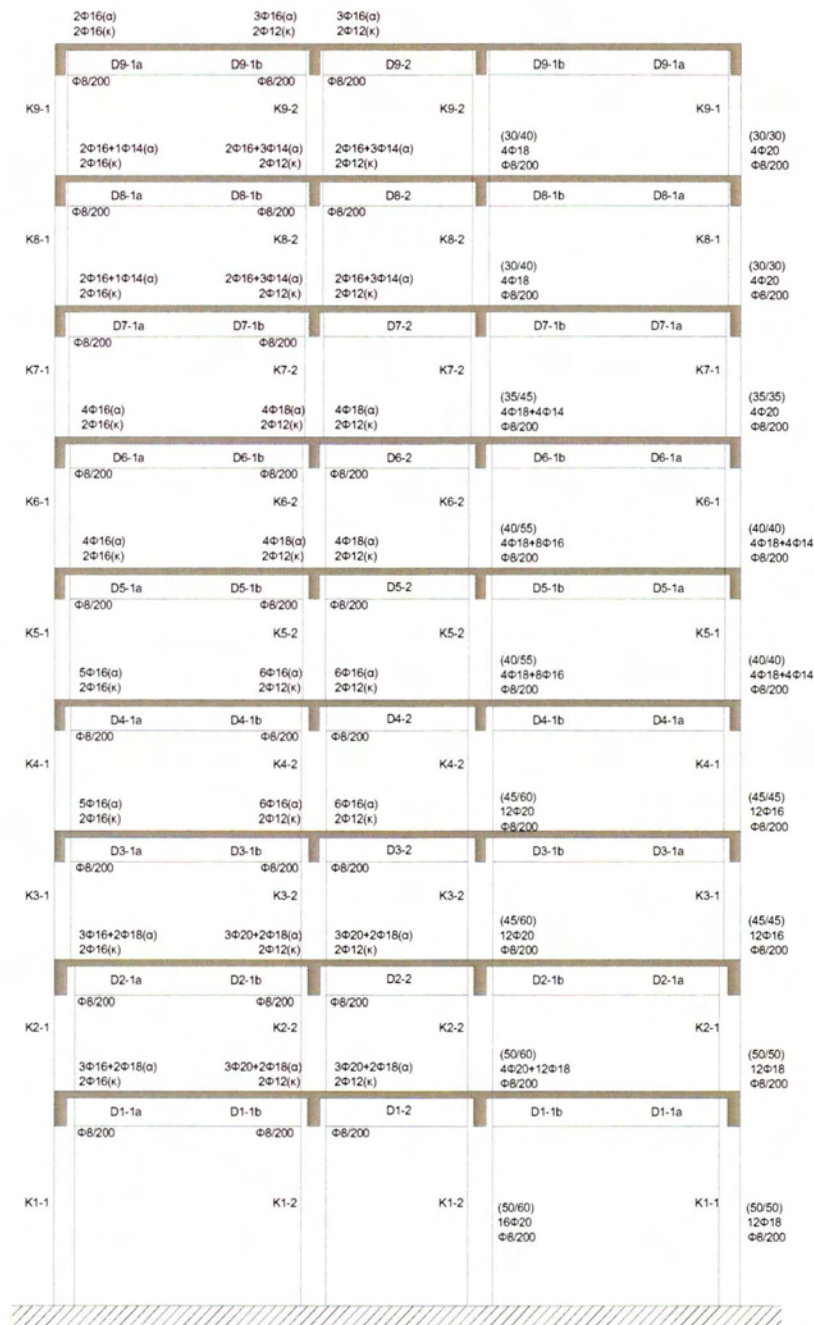 2Φ16(α) 3Φ16(α) 3Φ16(α)
2Φ16(κ) 2Φ12(κ) 2Φ12(κ)
D9-1a D9-1b D9-2 D9-1b D9-1a
Φ8/200 Φ8/200 Φ8/200
K9-1 K9-2 K9-2 K9-1
(30/40) (30/30)
2Φ16+1Φ14(α) 2Φ16+3Φ14(α) 2Φ16+3Φ14(α) 4Φ18 4Φ20
2Φ16(κ) 2Φ12(κ) 2Φ12(κ) Φ8/200 Φ8/200
D8-1a D8-1b D8-2 D8-1b D8-1a
Φ8/200 Φ8/200 Φ8/200
K8-1 K8-2 K8-2 K8-1
(30/40) (30/30)
2Φ16+1Φ14(α) 2Φ16+3Φ14(α) 2Φ16+3Φ14(α) 4Φ18 4Φ20
2Φ16(κ) 2Φ12(κ) 2Φ12(κ) Φ8/200 Φ8/200
D7-1a D7-1b D7-2 D7-1b D7-1a
Φ8/200 Φ8/200
K7-1 K7-2 K7-2 K7-1
(35/45) (35/35)
4Φ16(α) 4Φ18(α) 4Φ18(α) 4Φ18+4Φ14 4Φ20
2Φ16(κ) 2Φ12(κ) 2Φ12(κ) Φ8/200 Φ8/200
D6-1a D6-1b D6-2 D6-1b D6-1a
Φ8/200 Φ8/200 Φ8/200
K6-1 K6-2 K6-2 K6-1
(40/55) (40/40)
4Φ16(α) 4Φ18(α) 4Φ18(α) 4Φ18+8Φ16 4Φ18+4Φ14
2Φ16(κ) 2Φ12(κ) 2Φ12(κ) Φ8/200 Φ8/200
D5-1a D5-1b D5-2 D5-1b D5-1a
Φ8/200 Φ8/200 Φ8/200
K5-1 K5-2 K5-2 K5-1
(40/55) (40/40)
5Φ16(α) 6Φ16(α) 6Φ16(α) 4Φ18+8Φ16 4Φ18+4Φ14
2Φ16(κ) 2Φ12(κ) 2Φ12(κ) Φ8/200 Φ8/200
D4-1a D4-1b D4-2 D4-1b D4-1a
Φ8/200 Φ8/200 Φ8/200
K4-1 K4-2 K4-2 K4-1
(45/60) (45/45)
5Φ16(α) 6Φ16(α) 6Φ16(α) 12Φ20 12Φ16
2Φ16(κ) 2Φ12(κ) 2Φ12(κ) Φ8/200 Φ8/200
D3-1a D3-1b D3-2 D3-1b D3-1a
Φ8/200 Φ8/200 Φ8/200
K3-1 K3-2 K3-2 K3-1
(45/60) (45/45)
3Φ16+2Φ18(α) 3Φ20+2Φ18(α) 3Φ20+2Φ18(α) 12Φ20 12Φ16
2Φ16(κ) 2Φ12(κ) 2Φ12(κ) Φ8/200 Φ8/200
D2-1a D2-1b D2-2 D2-1b D2-1a
Φ8/200 Φ8/200 Φ8/200
K2-1 K2-2 K2-2 K2-1
(50/60) (50/50)
3Φ16+2Φ18(α) 3Φ20+2Φ18(α) 3Φ20+2Φ18(α) 4Φ20+12Φ18 12Φ18
2Φ16(κ) 2Φ12(κ) 2Φ12(κ) Φ8/200 Φ8/200
D1-1a D1-1b D1-2 D1-1b D1-1a
Φ8/200 Φ8/200 Φ8/200
K1-1 K1-2 K1-2 K1-1
(50/60) (50/50)
16Φ20 12Φ18
Φ8/200 Φ8/200